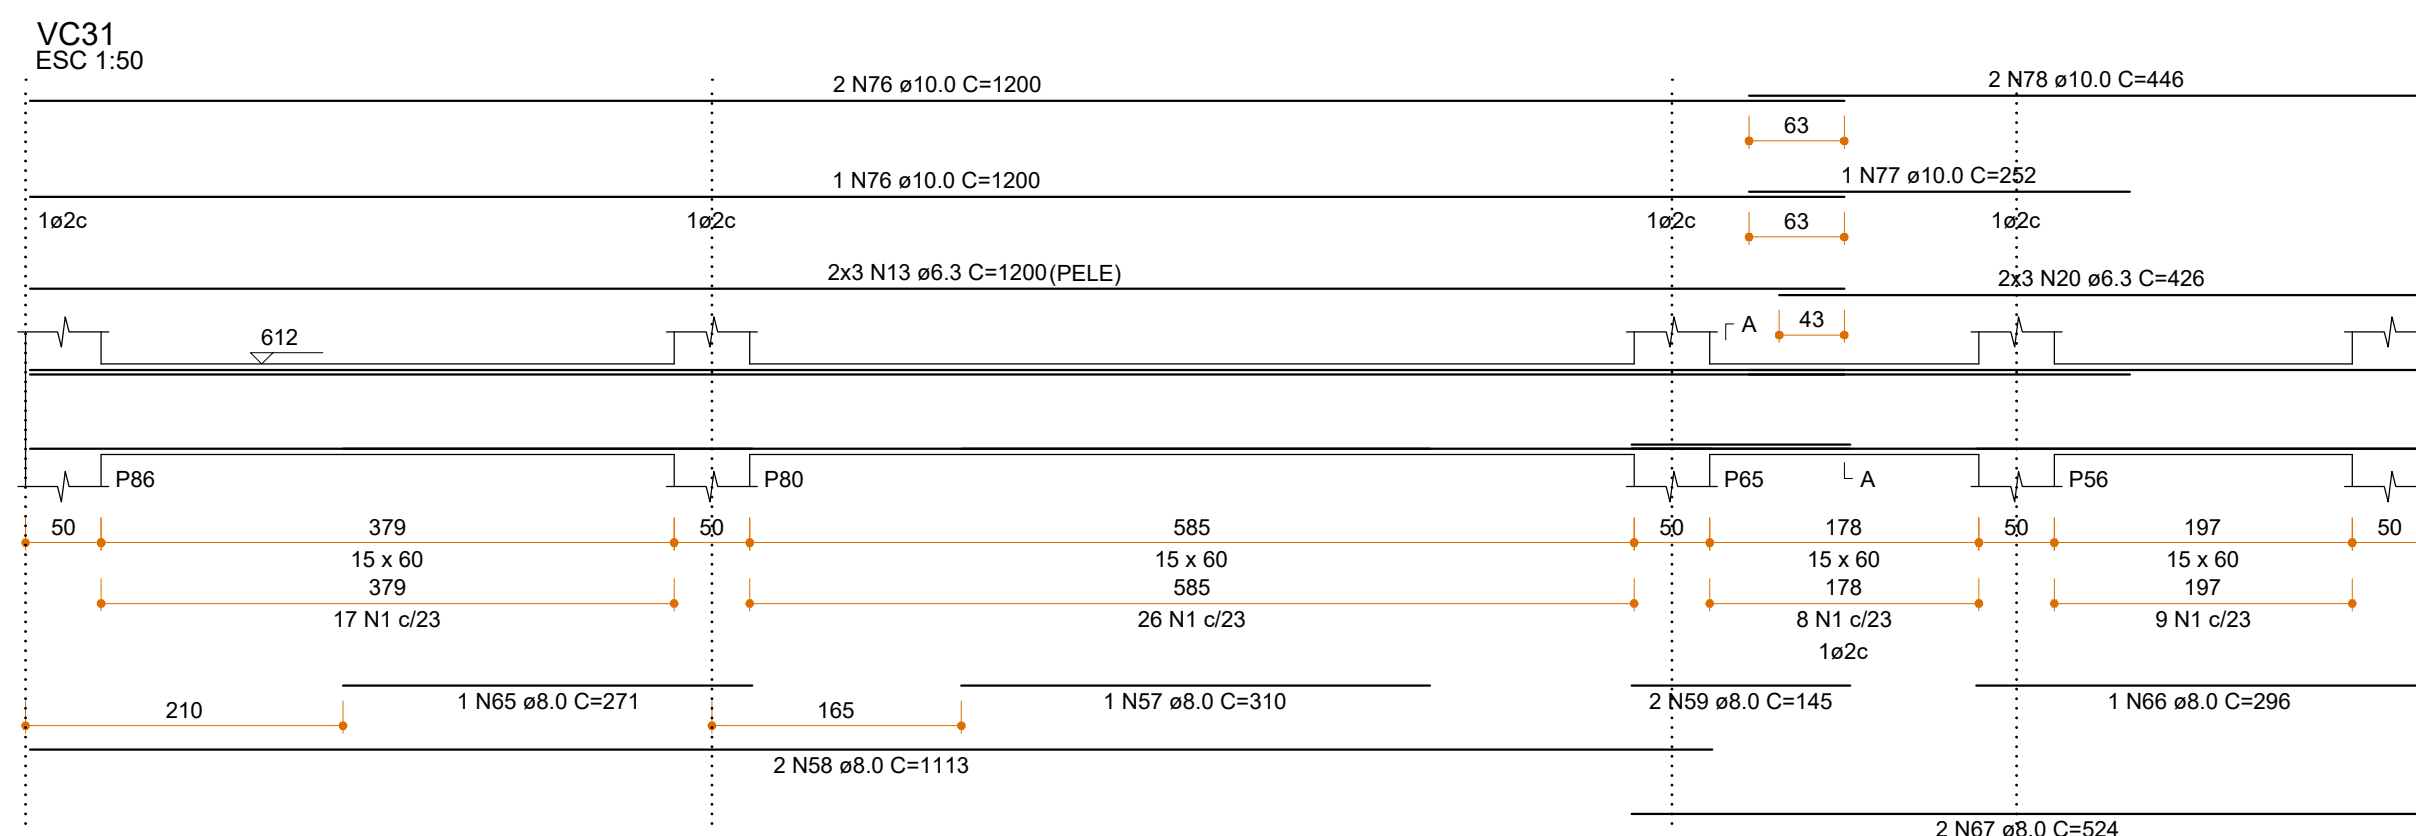 VC31
ESC 1:50
2 N76 ø10.0 C=1200
2 N78 ø10.0 C=446
63
1 N76 ø10.0 C=1200
1 N77 ø10.0 C=252
1ø2c
1ø2c
1ø2c
63
1ø2c
2x3 N13 ø6.3 C=1200(PELE)
2x3 N20 ø6.3 C=426
612
A
43
P86
P80
P65
A
P56
50
379
50
585
50
178
50
197
50
15 x 60
15 x 60
15 x 60
15 x 60
379
585
178
197
17 N1 c/23
26 N1 c/23
8 N1 c/23
9 N1 c/23
1ø2c
210
1 N65 ø8.0 C=271
165
1 N57 ø8.0 C=310
2 N59 ø8.0 C=145
1 N66 ø8.0 C=296
2 N58 ø8.0 C=1113
2 N67 ø8.0 C=524